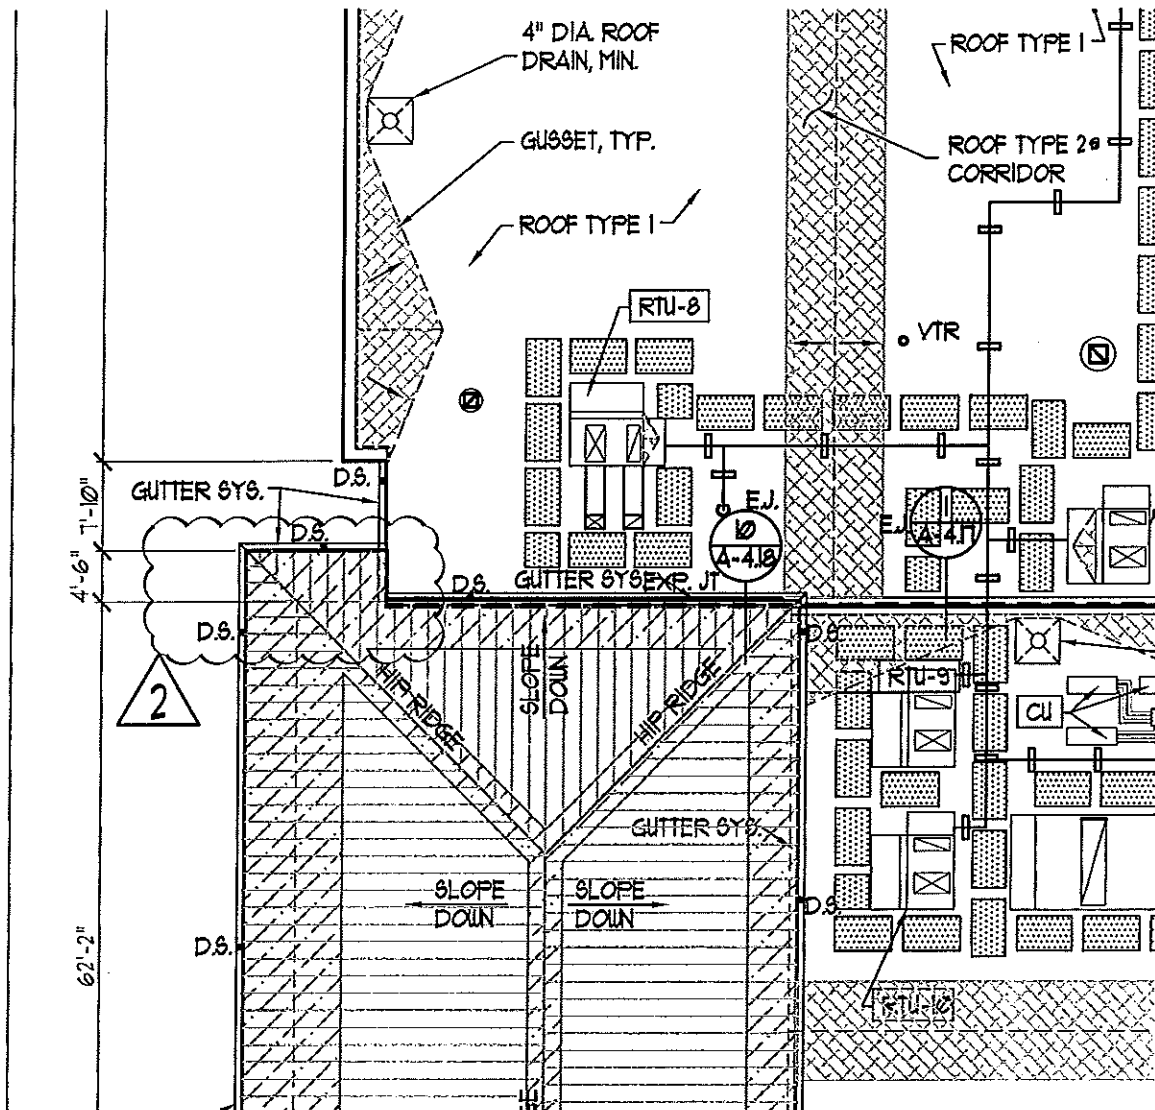 4" DIA. ROOF
DRAIN, MIN.
ROOF TYPE 1
GUSSET, TYP.
ROOF TYPE 2@
CORRIDOR
ROOF TYPE 1
RTU-8
VTR
D.S.
GUTTER SYS.
7'-10"
E.J.
10
A-4.18
E.J.
1
A-4.17
D.S.
4'-6"
D.S.
GUTTER SYS.
EXP. JT
D.S.
D.S.
2
HIP RIDGE
SLOPE
DOWN
HIP RIDGE
RTU-9
CU
GUTTER SYS.
SLOPE
DOWN
SLOPE
DOWN
D.S.
D.S.
62'-2"
RTU-10